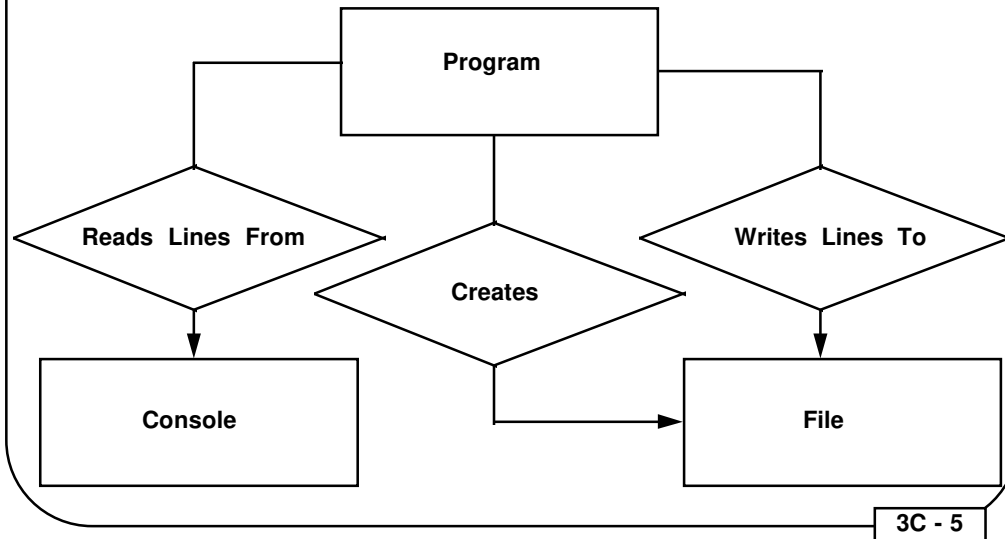 Program
Reads Lines From
Creates
Writes Lines To
Console
File
3C - 5